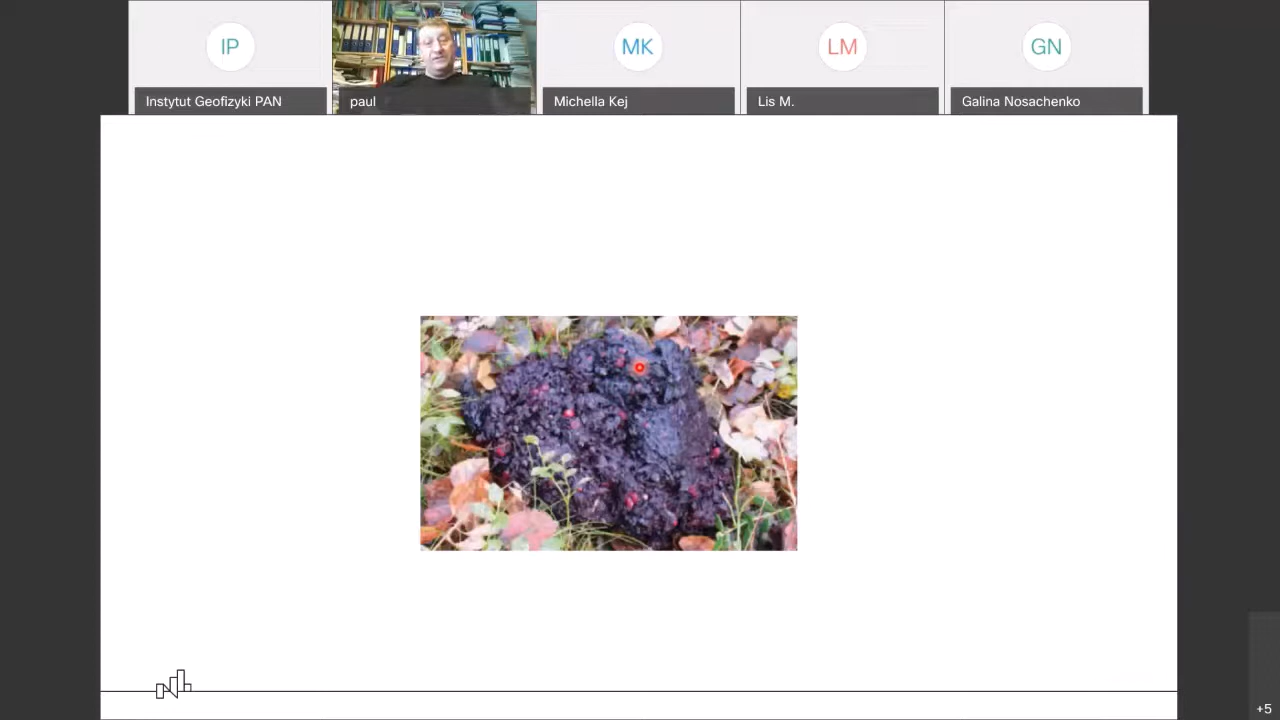 IP
MK
LM
GN
Instytut Geofizyki PAN
paul
Michella Kej
Lis M.
Galina Nosachenko
+5